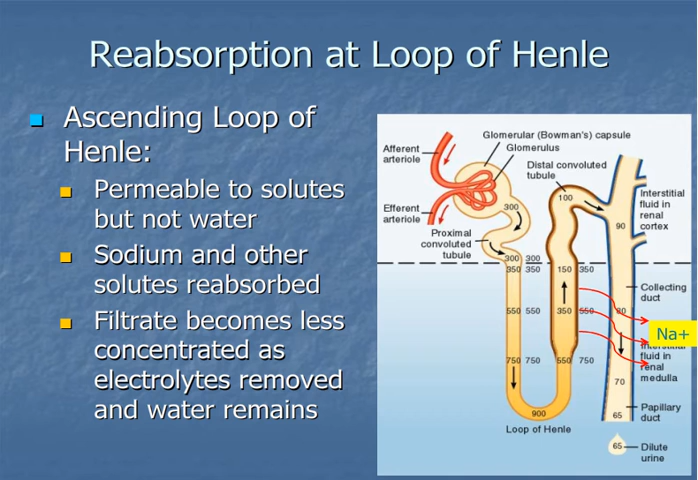 Reabsorption at Loop of Henle
Ascending Loop of
Henle:
Permeable to solutes
but not water
Sodium and other
solutes reabsorbed
Filtrate becomes less
concentrated as
electrolytes removed
and water remains
Glomerular (Bowman's) capsule
Glomerulus
Afferent
arteriole
Distal convoluted
tubule
Efferent
arteriole
Proximal
convoluted
tubule
Interstitial
fluid in
renal
cortex
300
100
90
300 300
350 350 150 350
Collecting
duct
550 550 350 550 80
Na+
Interstitial
fluid in
renal
medulla
750 750 550 750
70
900
65
Papillary
duct
Loop of Henle
65
Dilute
urine